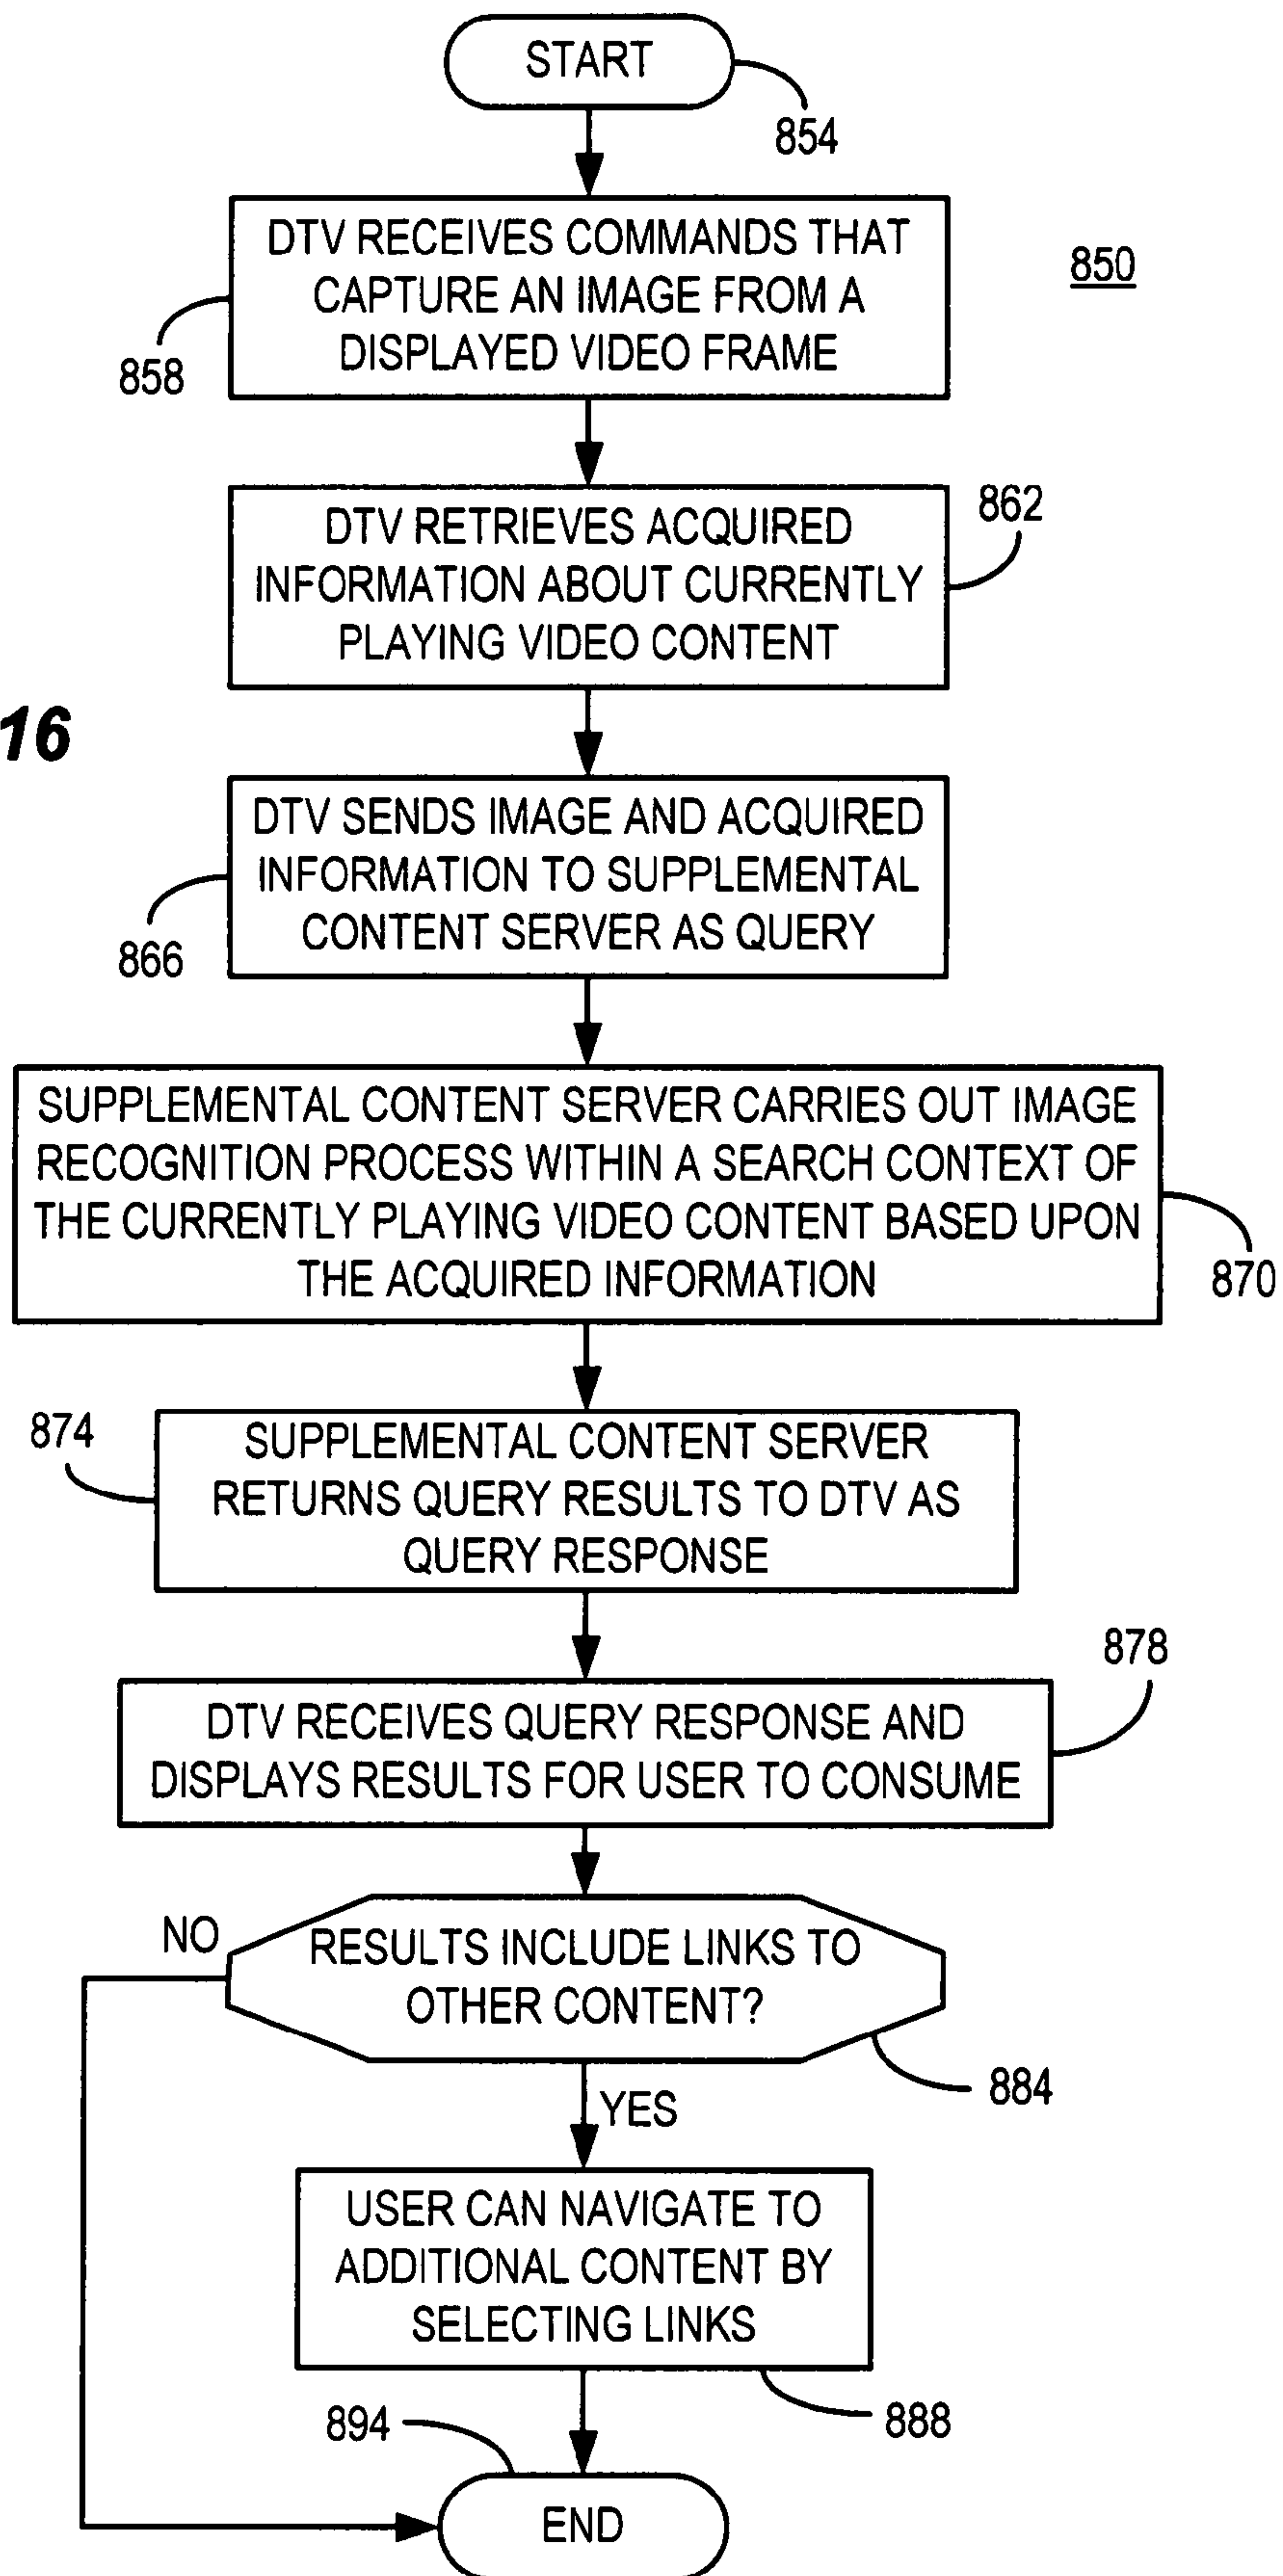 START
854
DTV RECEIVES COMMANDS THAT
CAPTURE AN IMAGE FROM A
DISPLAYED VIDEO FRAME
850
858
DTV RETRIEVES ACQUIRED
INFORMATION ABOUT CURRENTLY
PLAYING VIDEO CONTENT
862
16
DTV SENDS IMAGE AND ACQUIRED
INFORMATION TO SUPPLEMENTAL
CONTENT SERVER AS QUERY
866
SUPPLEMENTAL CONTENT SERVER CARRIES OUT IMAGE
RECOGNITION PROCESS WITHIN A SEARCH CONTEXT OF
THE CURRENTLY PLAYING VIDEO CONTENT BASED UPON
THE ACQUIRED INFORMATION
870
874
SUPPLEMENTAL CONTENT SERVER
RETURNS QUERY RESULTS TO DTV AS
QUERY RESPONSE
878
DTV RECEIVES QUERY RESPONSE AND
DISPLAYS RESULTS FOR USER TO CONSUME
NO
RESULTS INCLUDE LINKS TO
OTHER CONTENT?
884
YES
USER CAN NAVIGATE TO
ADDITIONAL CONTENT BY
SELECTING LINKS
888
894
END